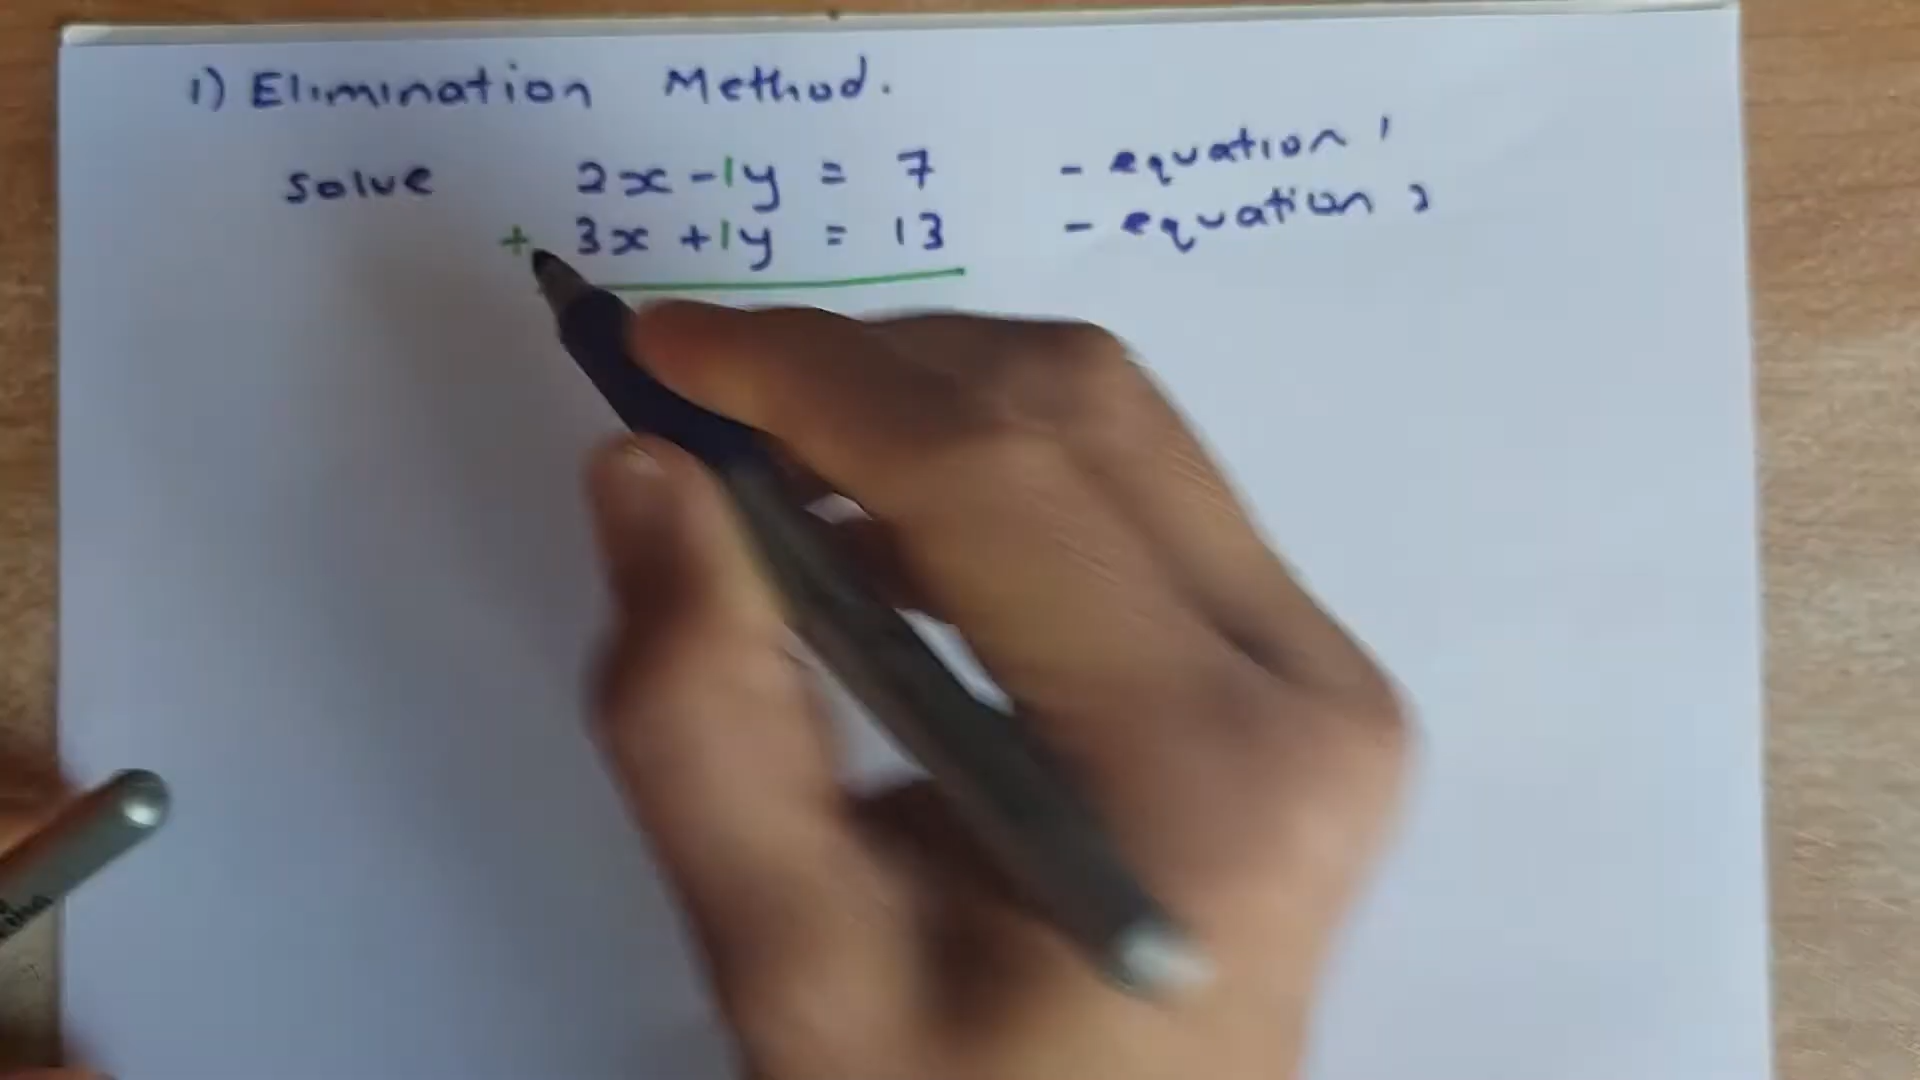 1) Elimination Method.
Solve 2x - 1y = 7 - equation 1
+ 3x + 1y = 13 - equation 2